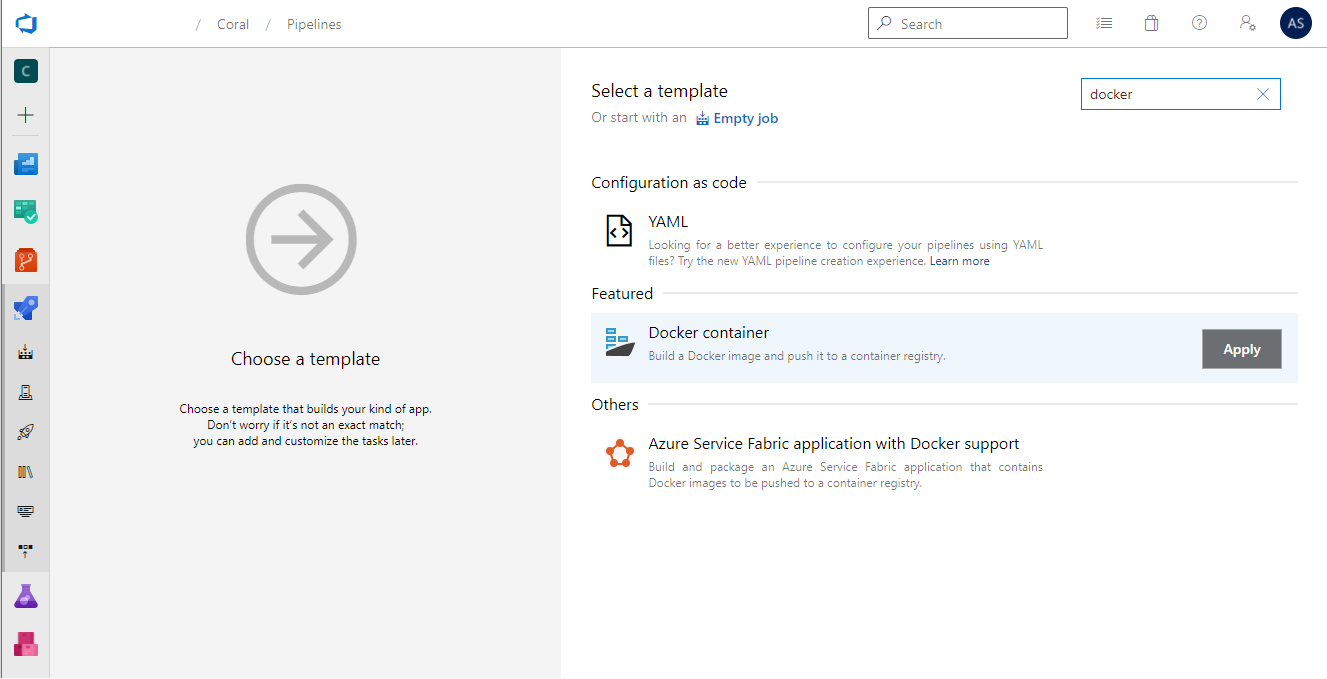 / Coral / Pipelines
Search
AS
C
Select a template
docker
Or start with an Empty job
Choose a template
Choose a template that builds your kind of app.
Don't worry if it's not an exact match;
you can add and customize the tasks later.
Configuration as code
YAML
Looking for a better experience to configure your pipelines using YAML
files? Try the new YAML pipeline creation experience. Learn more
Featured
Docker container
Build a Docker image and push it to a container registry.
Apply
Others
Azure Service Fabric application with Docker support
Build and package an Azure Service Fabric application that contains
Docker images to be pushed to a container registry.